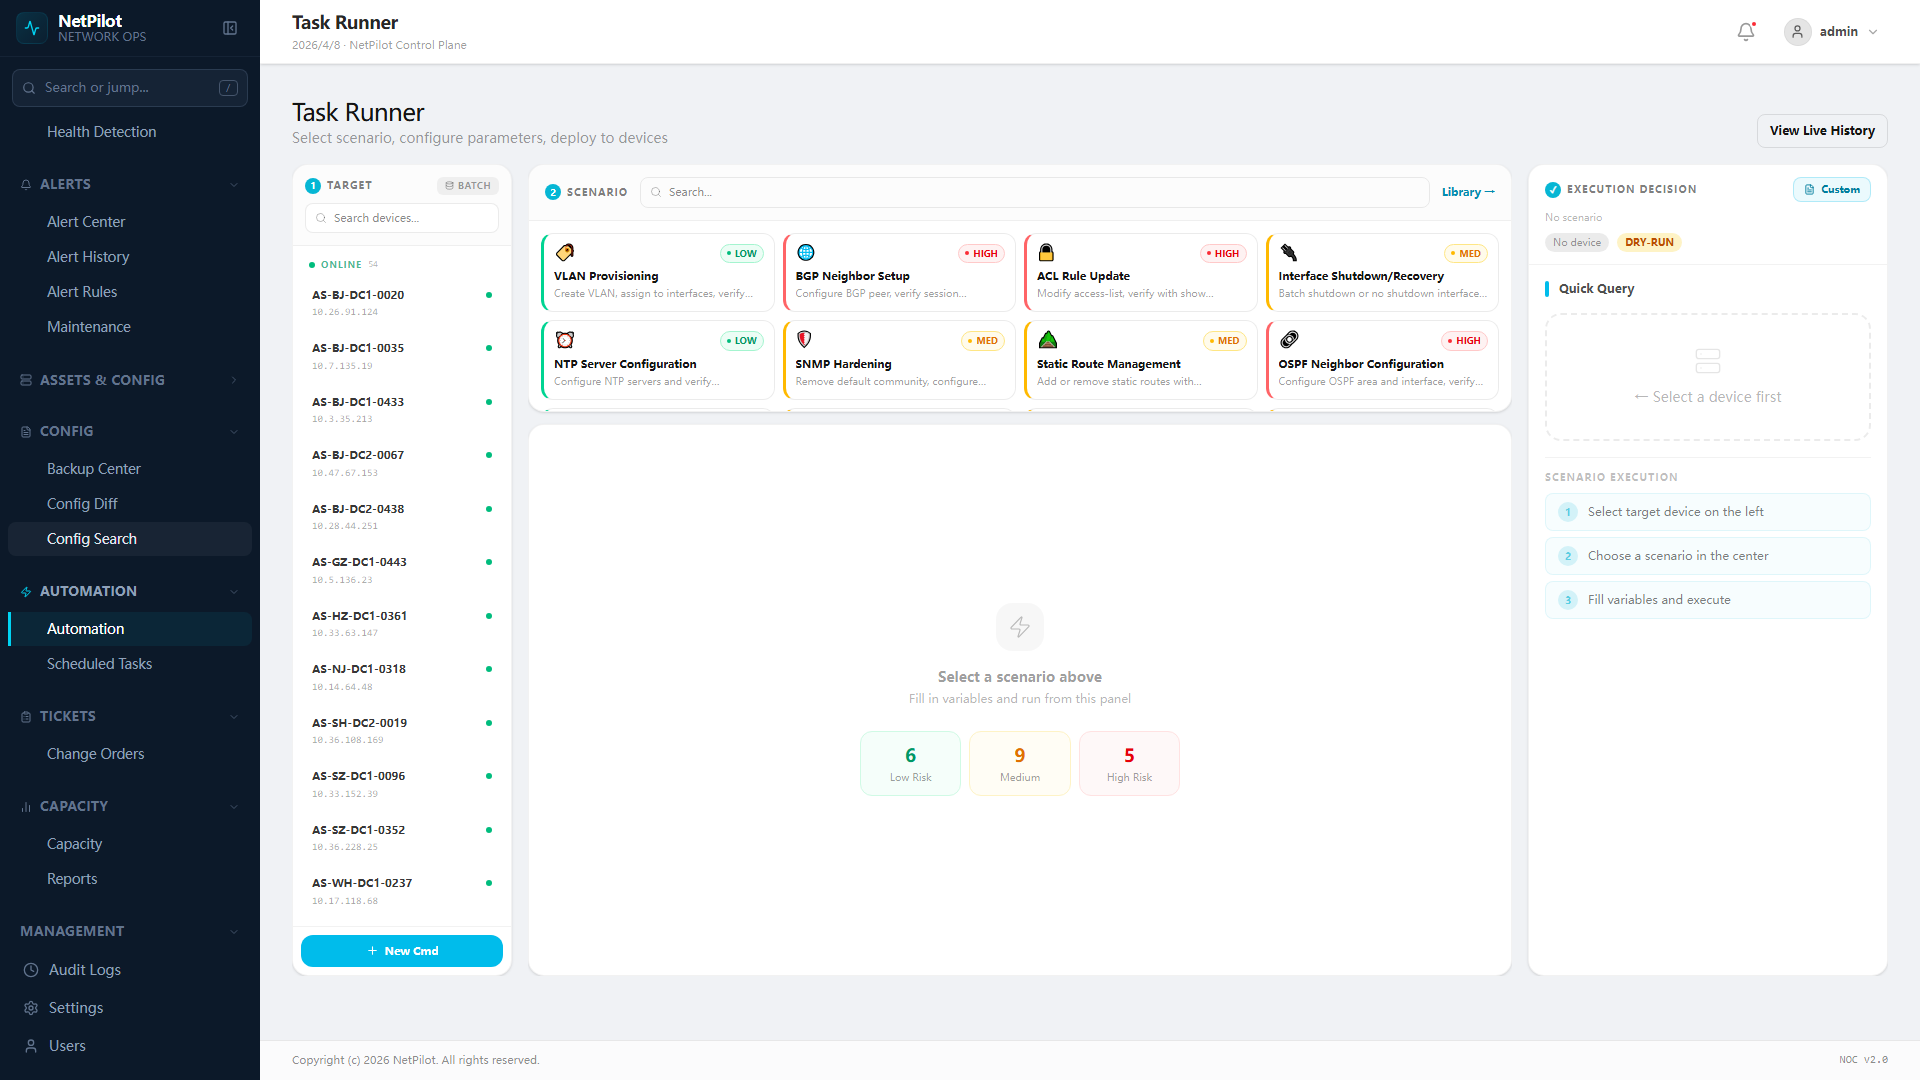 NetPilot
NETWORK OPS
Search or jump... /
Health Detection
ALERTS
Alert Center
Alert History
Alert Rules
Maintenance
ASSETS & CONFIG
CONFIG
Backup Center
Config Diff
Config Search
AUTOMATION
Automation
Scheduled Tasks
TICKETS
Change Orders
CAPACITY
Capacity
Reports
MANAGEMENT
Audit Logs
Settings
Users
Task Runner
2026/4/8 · NetPilot Control Plane
admin
Task Runner
Select scenario, configure parameters, deploy to devices
View Live History
1 TARGET BATCH
Search devices...
ONLINE 54
AS-BJ-DC1-0020
10.26.91.124
AS-BJ-DC1-0035
10.7.135.19
AS-BJ-DC1-0433
10.3.35.213
AS-BJ-DC2-0067
10.47.67.153
AS-BJ-DC2-0438
10.28.44.251
AS-GZ-DC1-0443
10.5.136.23
AS-HZ-DC1-0361
10.33.63.147
AS-NJ-DC1-0318
10.14.64.48
AS-SH-DC2-0019
10.36.108.169
AS-SZ-DC1-0096
10.33.152.39
AS-SZ-DC1-0352
10.36.228.25
AS-WH-DC1-0237
10.17.118.68
+ New Cmd
2 SCENARIO Search... Library →
LOW
VLAN Provisioning
Create VLAN, assign to interfaces, verify...
HIGH
BGP Neighbor Setup
Configure BGP peer, verify session...
HIGH
ACL Rule Update
Modify access-list, verify with show...
MED
Interface Shutdown/Recovery
Batch shutdown or no shutdown interface...
LOW
NTP Server Configuration
Configure NTP servers and verify...
MED
SNMP Hardening
Remove default community, configure...
MED
Static Route Management
Add or remove static routes with...
HIGH
OSPF Neighbor Configuration
Configure OSPF area and interface, verify...
Select a scenario above
Fill in variables and run from this panel
6
Low Risk
9
Medium
5
High Risk
EXECUTION DECISION Custom
No scenario
No device DRY-RUN
Quick Query
← Select a device first
SCENARIO EXECUTION
1 Select target device on the left
2 Choose a scenario in the center
3 Fill variables and execute
Copyright (c) 2026 NetPilot. All rights reserved.
NOC v2.0